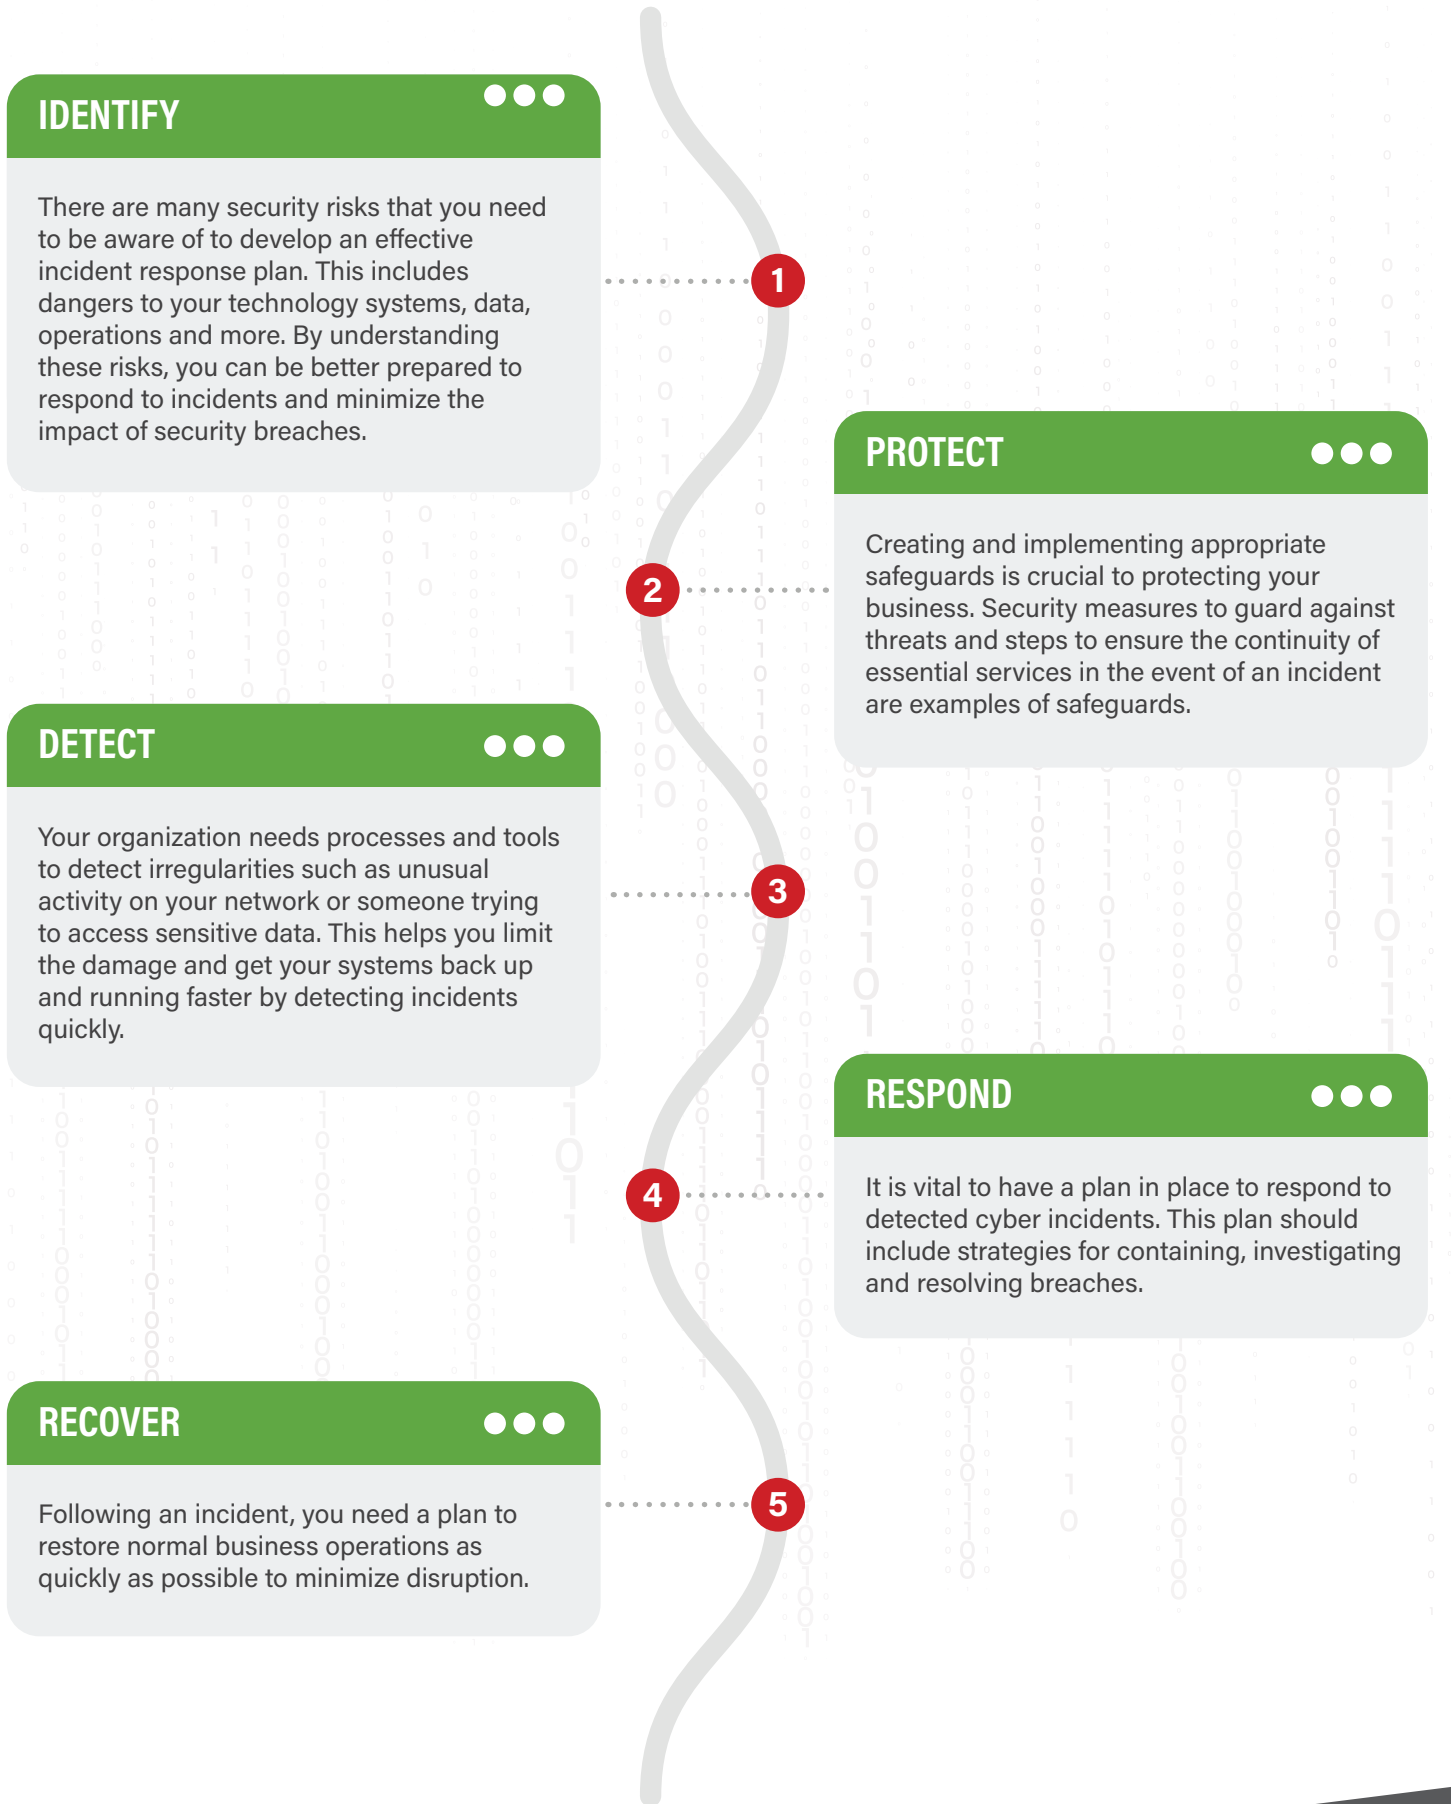 IDENTIFY
There are many security risks that you need
to be aware of to develop an effective
incident response plan. This includes
dangers to your technology systems, data,
operations and more. By understanding
these risks, you can be better prepared to
respond to incidents and minimize the
impact of security breaches.
1
PROTECT
Creating and implementing appropriate
safeguards is crucial to protecting your
business. Security measures to guard against
threats and steps to ensure the continuity of
essential services in the event of an incident
are examples of safeguards.
2
DETECT
Your organization needs processes and tools
to detect irregularities such as unusual
activity on your network or someone trying
to access sensitive data. This helps you limit
the damage and get your systems back up
and running faster by detecting incidents
quickly.
3
RESPOND
It is vital to have a plan in place to respond to
detected cyber incidents. This plan should
include strategies for containing, investigating
and resolving breaches.
4
RECOVER
Following an incident, you need a plan to
restore normal business operations as
quickly as possible to minimize disruption.
5